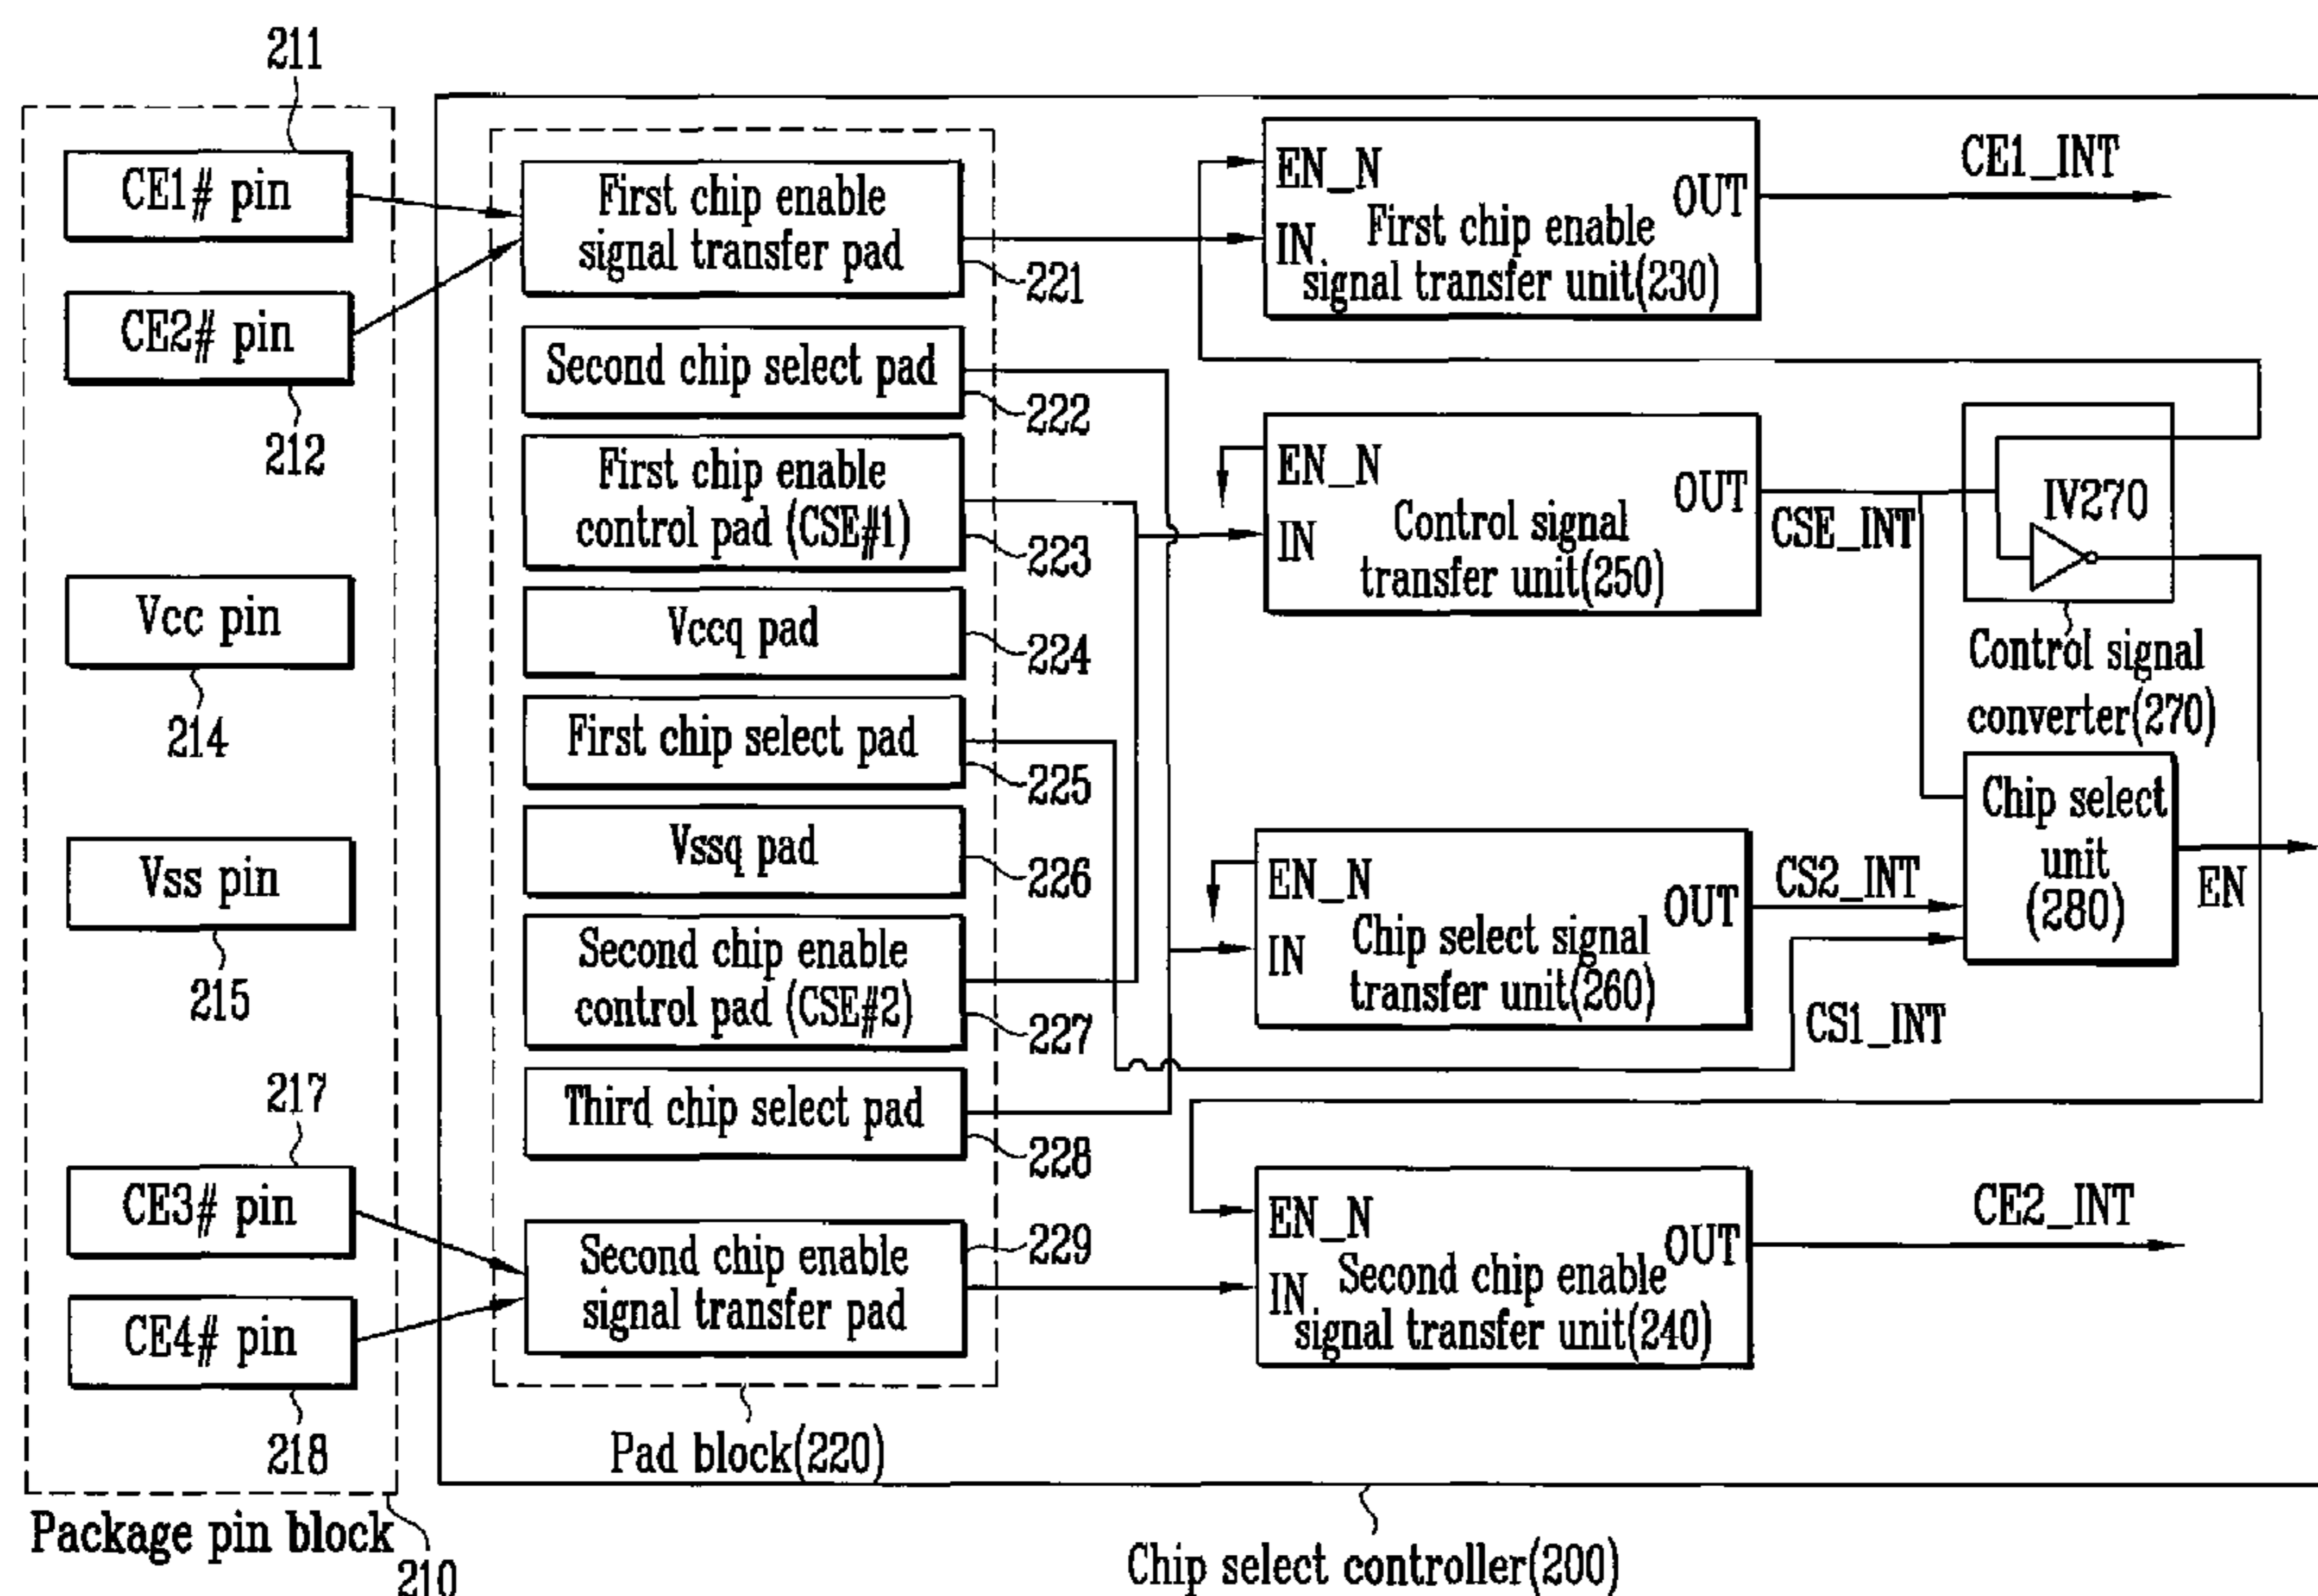 211
CE1# pin
CE2# pin
212
Vcc pin
214
Vss pin
215
217
CE3# pin
CE4# pin
218
Package pin block
210
First chip enable
signal transfer pad
221
Second chip select pad
222
First chip enable
control pad (CSE#1)
223
Vccq pad
224
First chip select pad
225
Vssq pad
226
Second chip enable
control pad (CSE#2)
227
Third chip select pad
228
Second chip enable
signal transfer pad
229
Pad block(220)
EN_N
IN
OUT
First chip enable
signal transfer unit(230)
CE1_INT
EN_N
IN
OUT
Control signal
transfer unit(250)
CSE_INT
IV270
Control signal
converter(270)
EN_N
IN
OUT
Chip select signal
transfer unit(260)
CS2_INT
CS1_INT
Chip select
unit
(280)
EN
EN_N
IN
OUT
Second chip enable
signal transfer unit(240)
CE2_INT
Chip select controller(200)